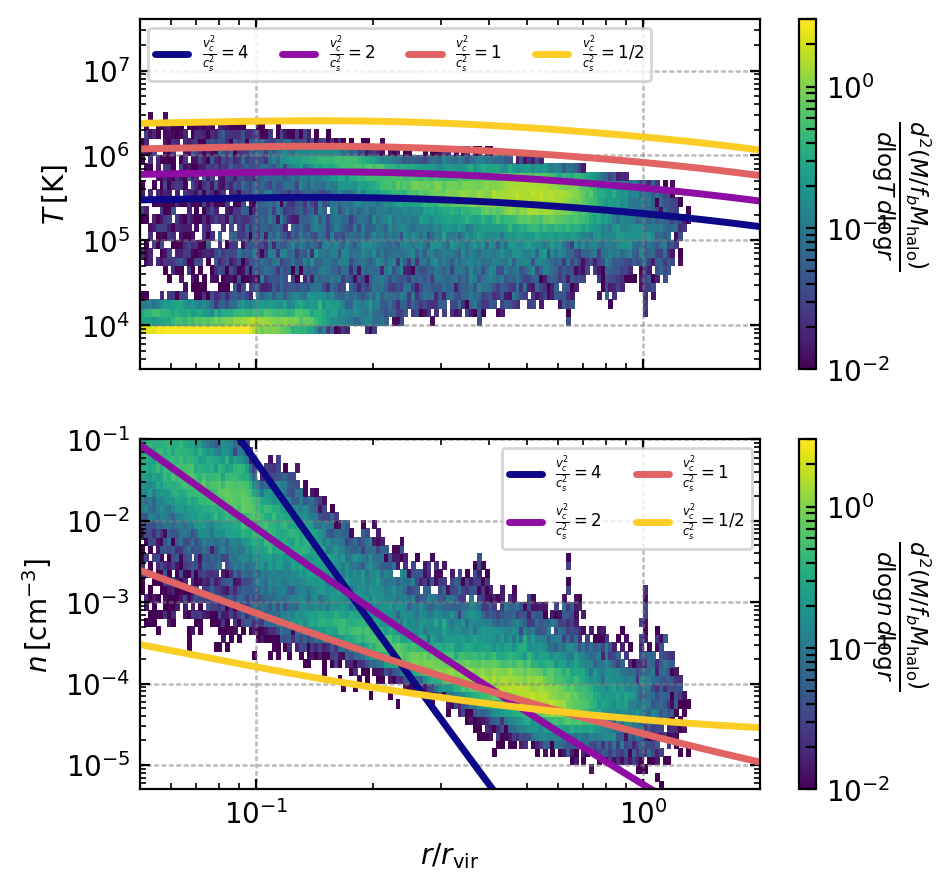 v_c^2/c_s^2 = 4 v_c^2/c_s^2 = 2 v_c^2/c_s^2 = 1 v_c^2/c_s^2 = 1/2
10^7
10^6
10^5
10^4
T [K]
10^0
10^-1
10^-2
d^2(M/f_b M_halo)
dlogT dlogr
10^-1
10^-2
10^-3
10^-4
10^-5
n [cm^-3]
v_c^2/c_s^2 = 4 v_c^2/c_s^2 = 1
v_c^2/c_s^2 = 2 v_c^2/c_s^2 = 1/2
10^-1 10^0
r/r_vir
10^0
10^-1
10^-2
d^2(M/f_b M_halo)
dlogn dlogr